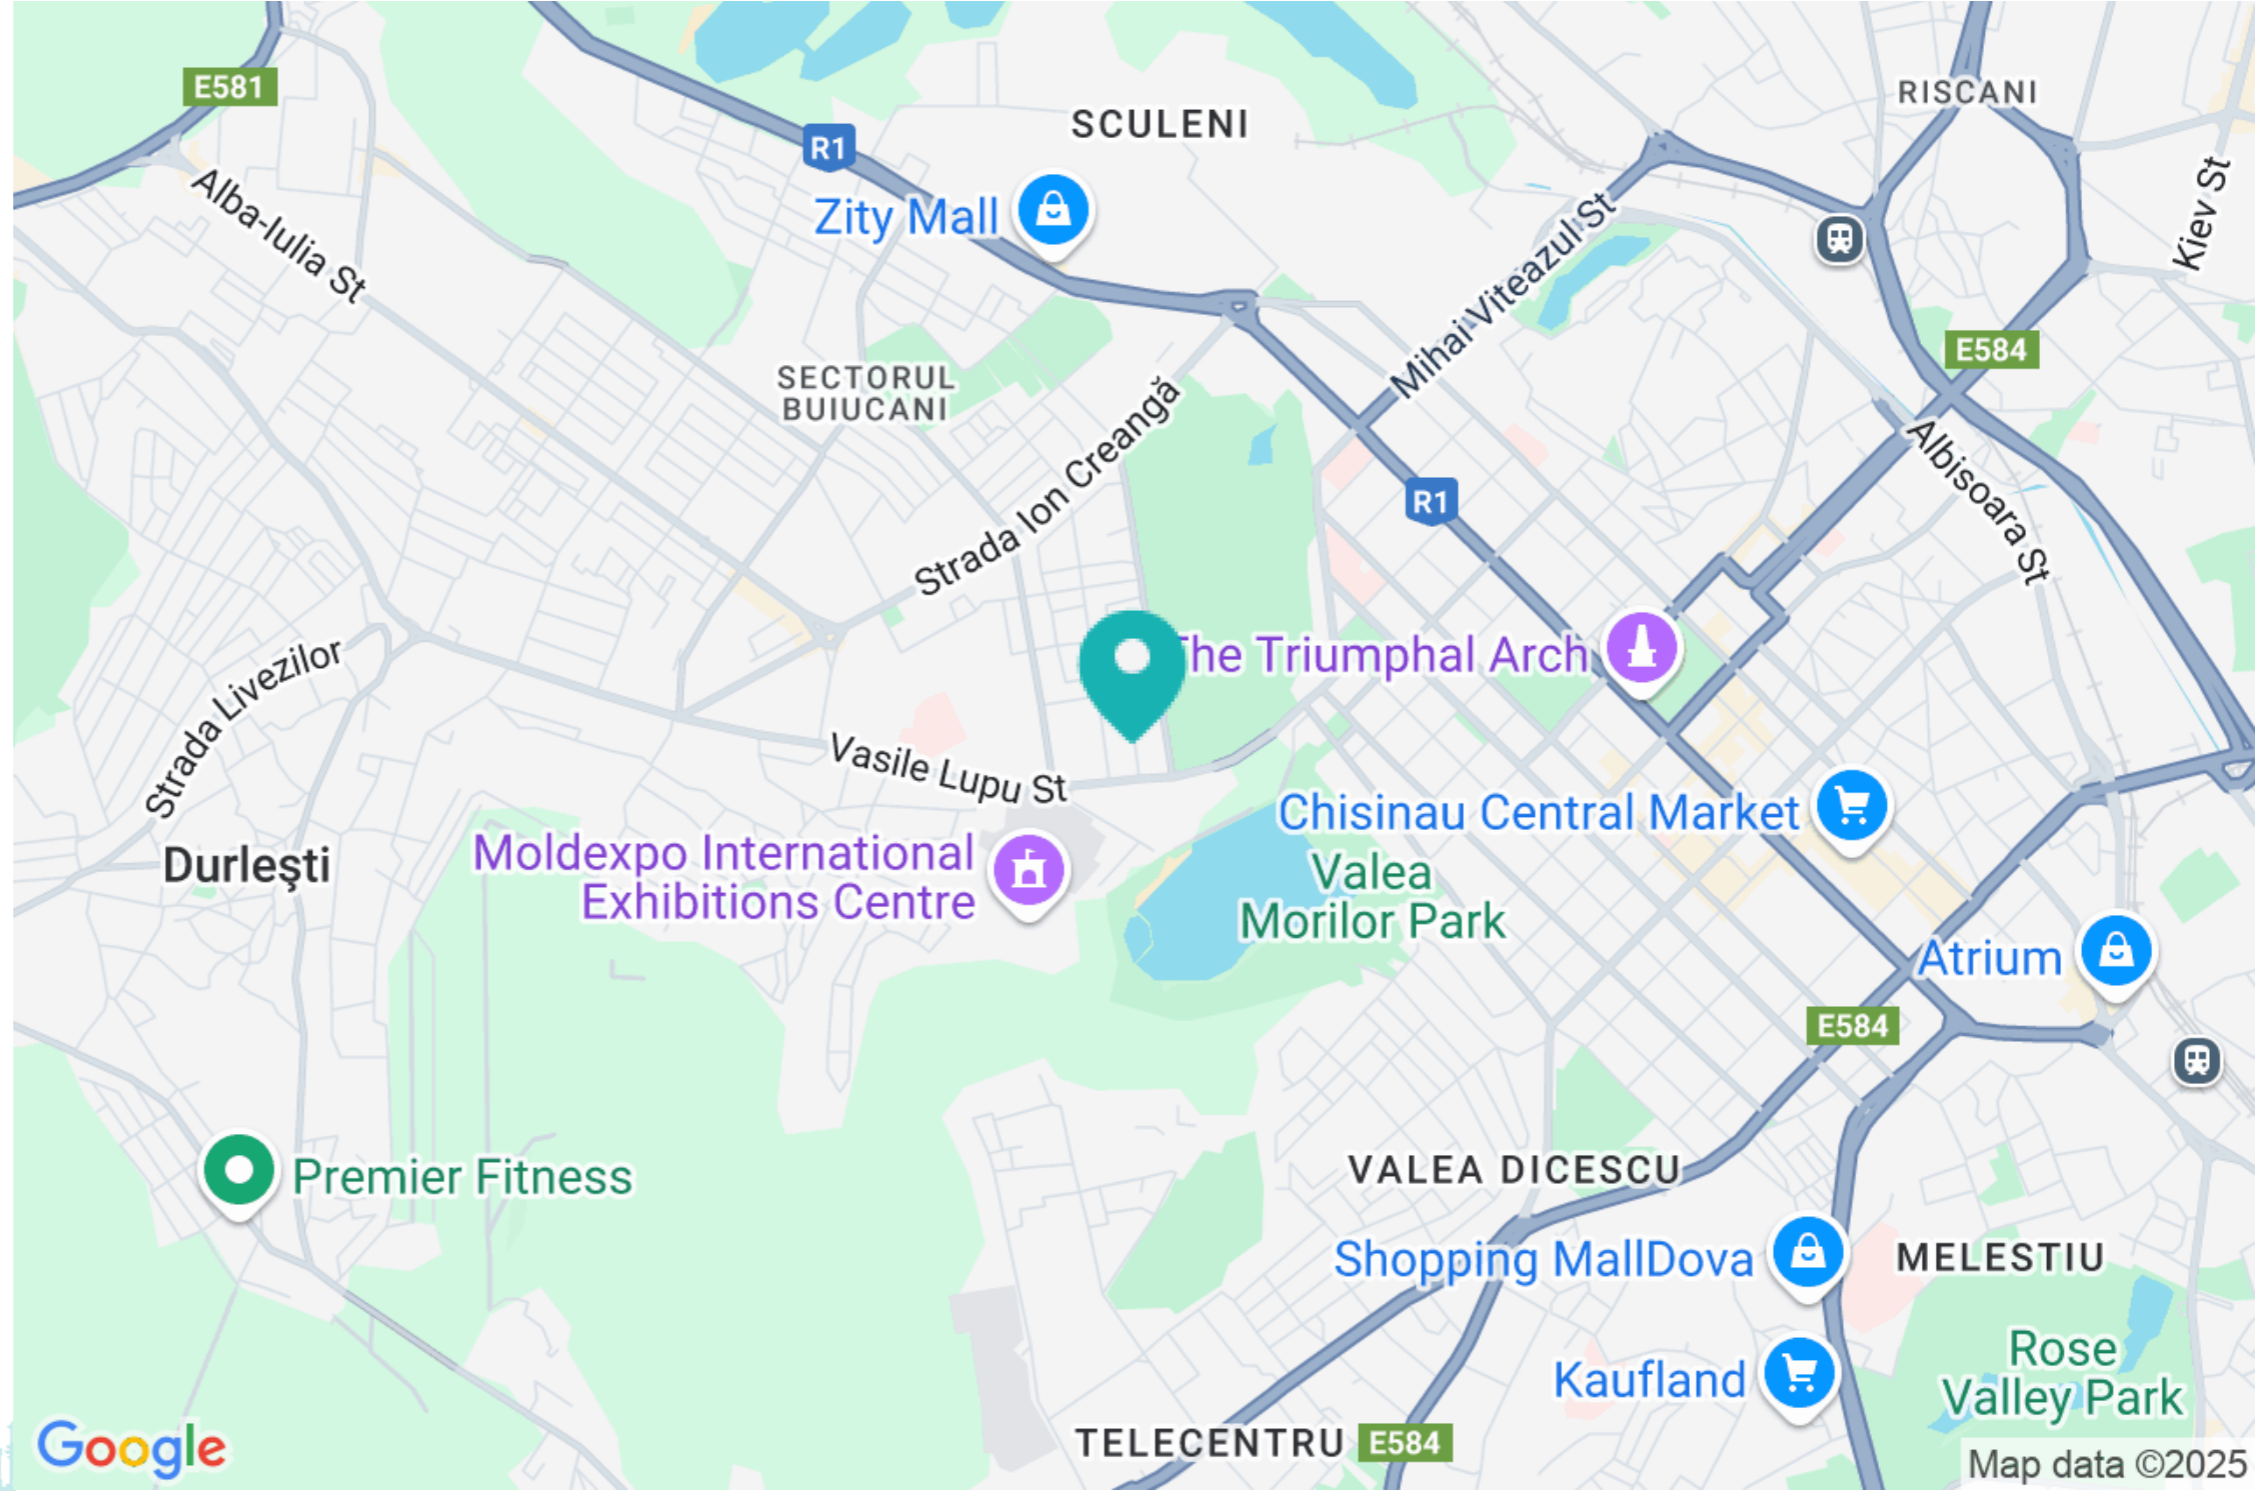 E581
R1
SCULENI
RISCANI
Alba-Iulia St
Zity Mall
Mihai Viteazul St
Kiev St
E584
SECTORUL
BUIUCANI
Strada Ion Creangă
R1
Albisoara St
The Triumphal Arch
Strada Livezilor
Vasile Lupu St
Chisinau Central Market
Durleşti
Moldexpo International
Exhibitions Centre
Valea
Morilor Park
Atrium
E584
Premier Fitness
VALEA DICESCU
Shopping MallDova
MELESTIU
Kaufland
Rose
Valley Park
TELECENTRU
E584
Google
Map data ©2025